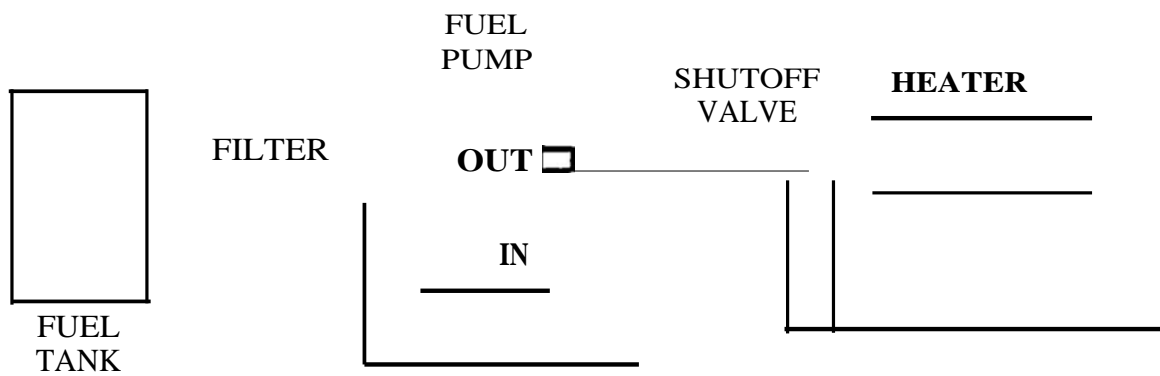 FUEL
PUMP
SHUTOFF
VALVE
HEATER
FILTER
OUT
IN
FUEL
TANK